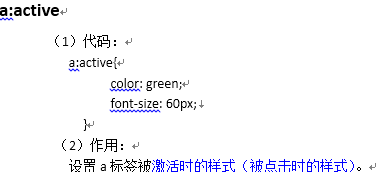 a:active
（1）代码：
a:active{
color: green;
font-size: 60px;
}
（2）作用：
设置 a 标签被激活时的样式（被点击时的样式）。